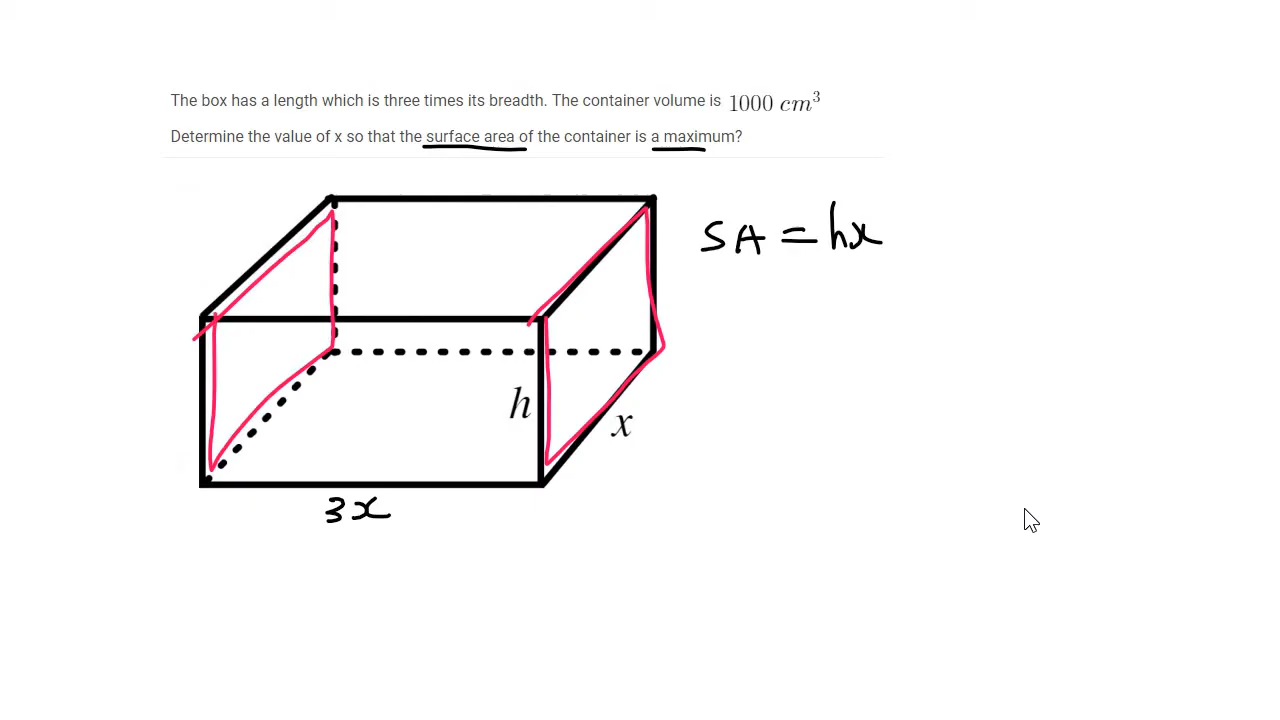 The box has a length which is three times its breadth. The container volume is 1000 cm³
Determine the value of x so that the surface area of the container is a maximum?
SA = hx
h
x
3x